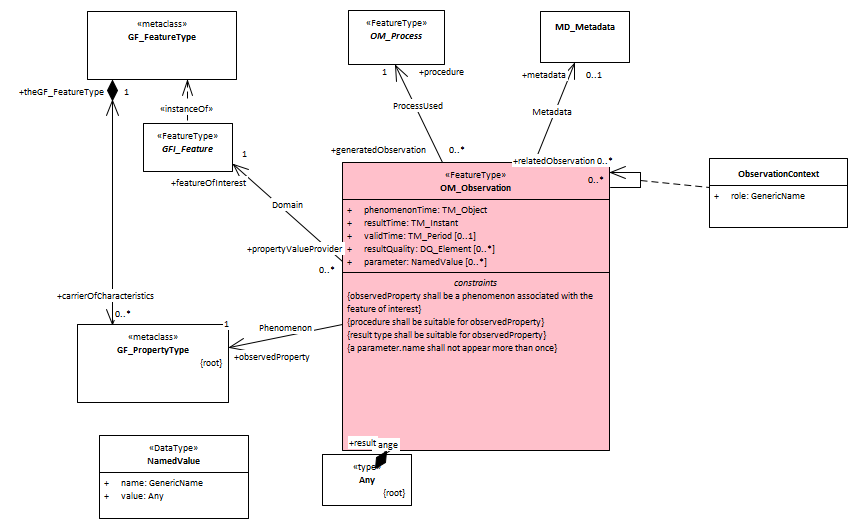 «metaclass»
GF_FeatureType
«FeatureType»
OM_Process
MD_Metadata
+theGF_FeatureType 1
1 +procedure
+metadata 0..1
«instanceOf»
ProcessUsed
Metadata
«FeatureType»
GFI_Feature
1
+featureOfInterest
+generatedObservation 0..*
+relatedObservation 0..*
0..*
ObservationContext
+ role: GenericName
Domain
+propertyValueProvider
0..*
«FeatureType»
OM_Observation
+ phenomenonTime: TM_Object
+ resultTime: TM_Instant
+ validTime: TM_Period [0..1]
+ resultQuality: DQ_Element [0..*]
+ parameter: NamedValue [0..*]
constraints
{observedProperty shall be a phenomenon associated with the
feature of interest}
{procedure shall be suitable for observedProperty}
{result type shall be suitable for observedProperty}
{a parameter.name shall not appear more than once}
+carrierOfCharacteristics
0..*
1
Phenomenon
+observedProperty
«metaclass»
GF_PropertyType
{root}
«DataType»
NamedValue
+ name: GenericName
+ value: Any
+result ange
«type»
Any
{root}